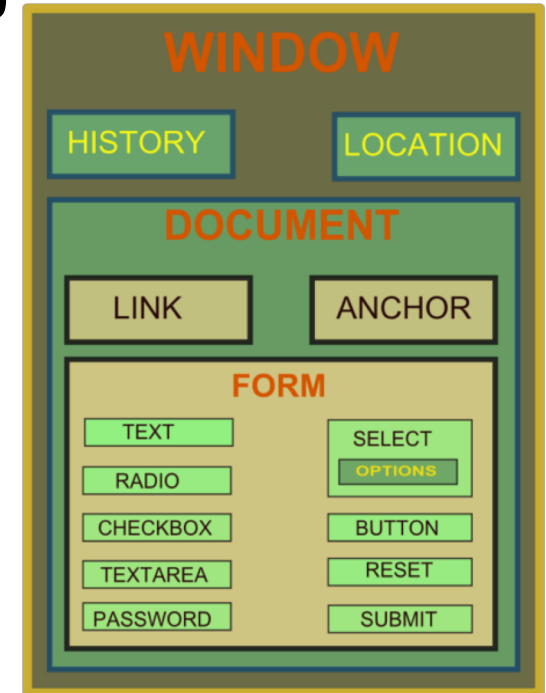 WINDOW
HISTORY
LOCATION
DOCUMENT
LINK
ANCHOR
FORM
TEXT
RADIO
CHECKBOX
TEXTAREA
PASSWORD
SELECT
OPTIONS
BUTTON
RESET
SUBMIT